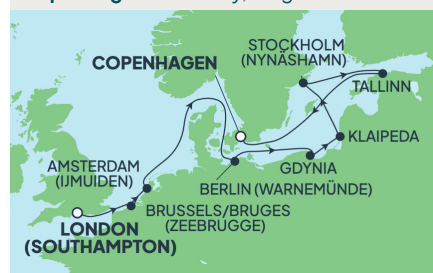 STOCKHOLM
(NYNÄSHAMN)
COPENHAGEN
TALLINN
KLAIPEDA
AMSTERDAM
(IJMUIDEN)
GDYNIA
BERLIN (WARNEMÜNDE)
BRUSSELS/BRUGES
(ZEEBRUGGE)
LONDON
(SOUTHAMPTON)